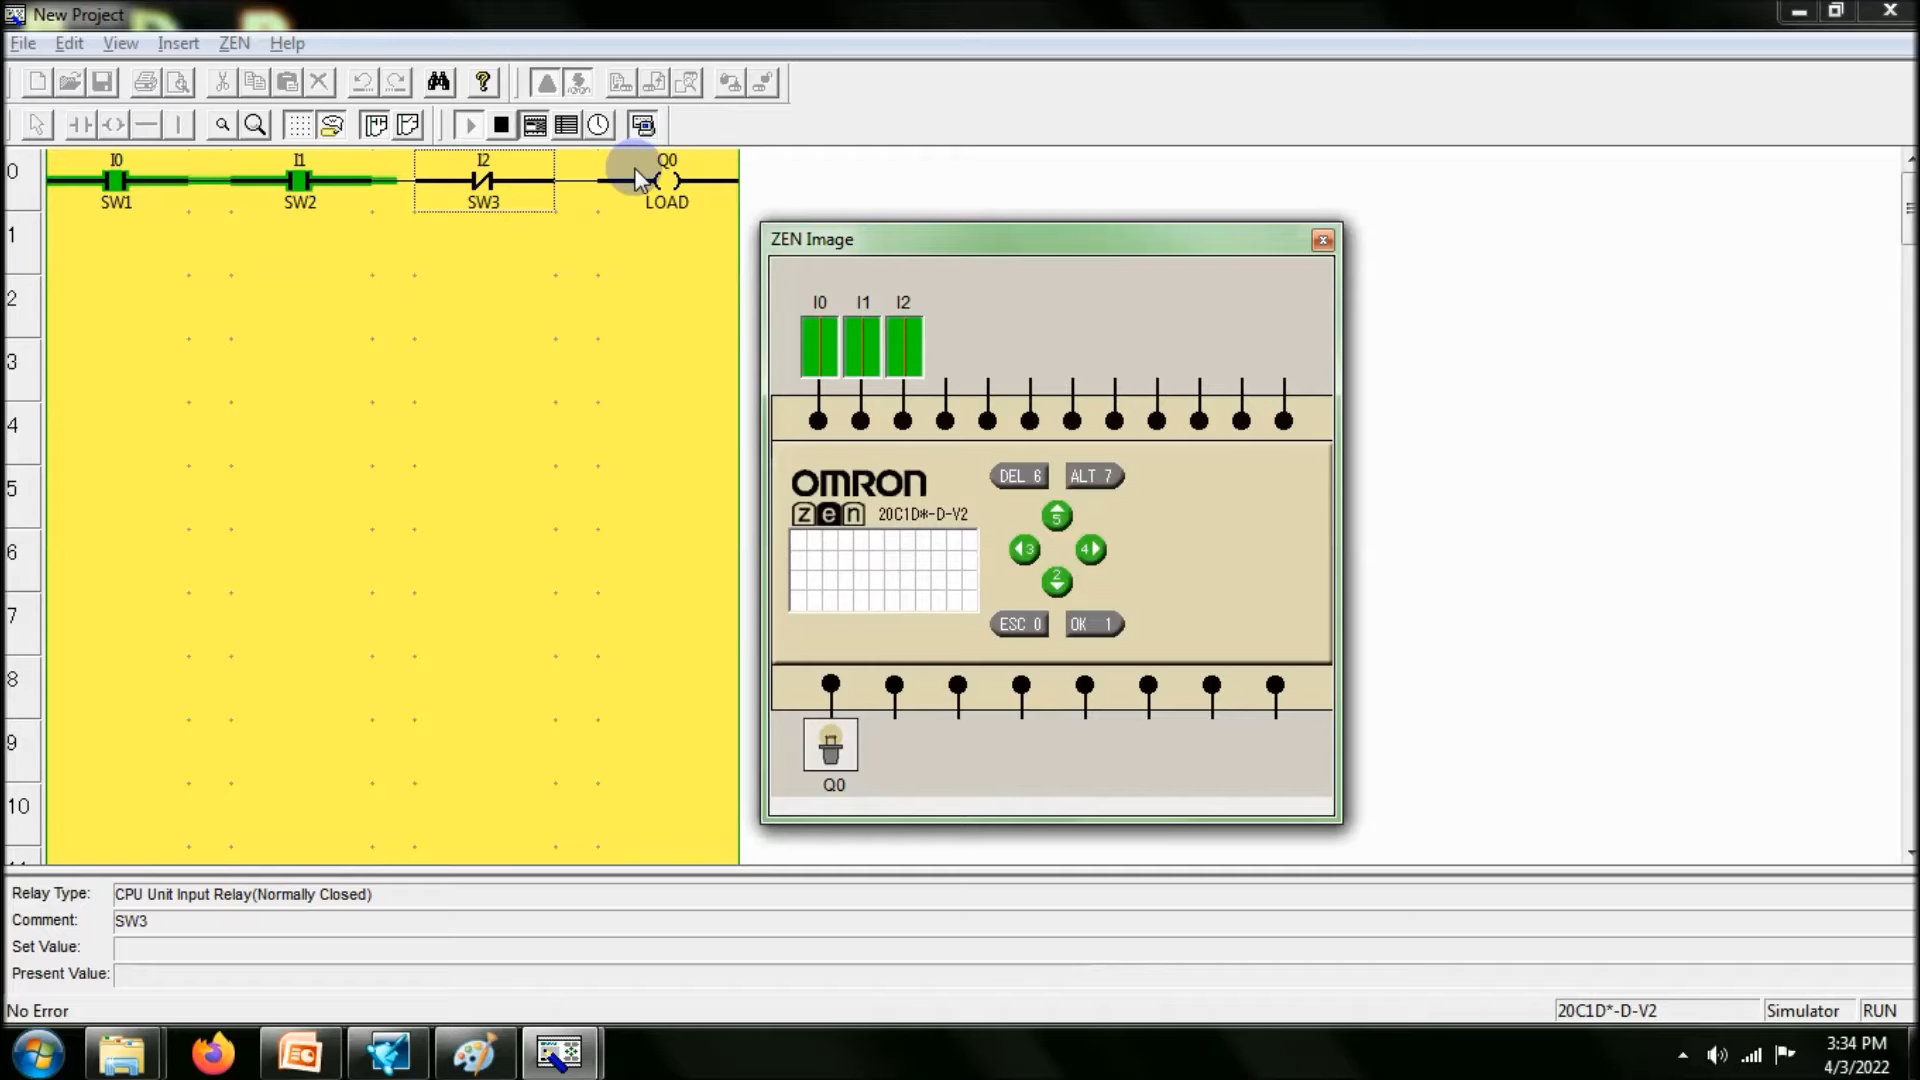 New Project
File Edit View Insert ZEN Help
0 I0 I1 I2 Q0
SW1 SW2 SW3 LOAD
1
2
3
4
5
6
7
8
9
10
ZEN Image
I0 I1 I2
OMRON
zen 20C1D*-D-V2
DEL 6 ALT 7
5
3 4
2
ESC 0 OK 1
Q0
Relay Type: CPU Unit Input Relay(Normally Closed)
Comment: SW3
Set Value:
Present Value:
No Error 20C1D*-D-V2 Simulator RUN
3:34 PM
4/3/2022